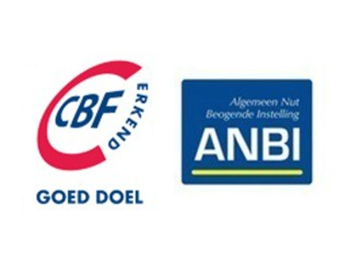 CBF
ERKEND
GOED DOEL
Algemeen Nut
Beogende Instelling
ANBI